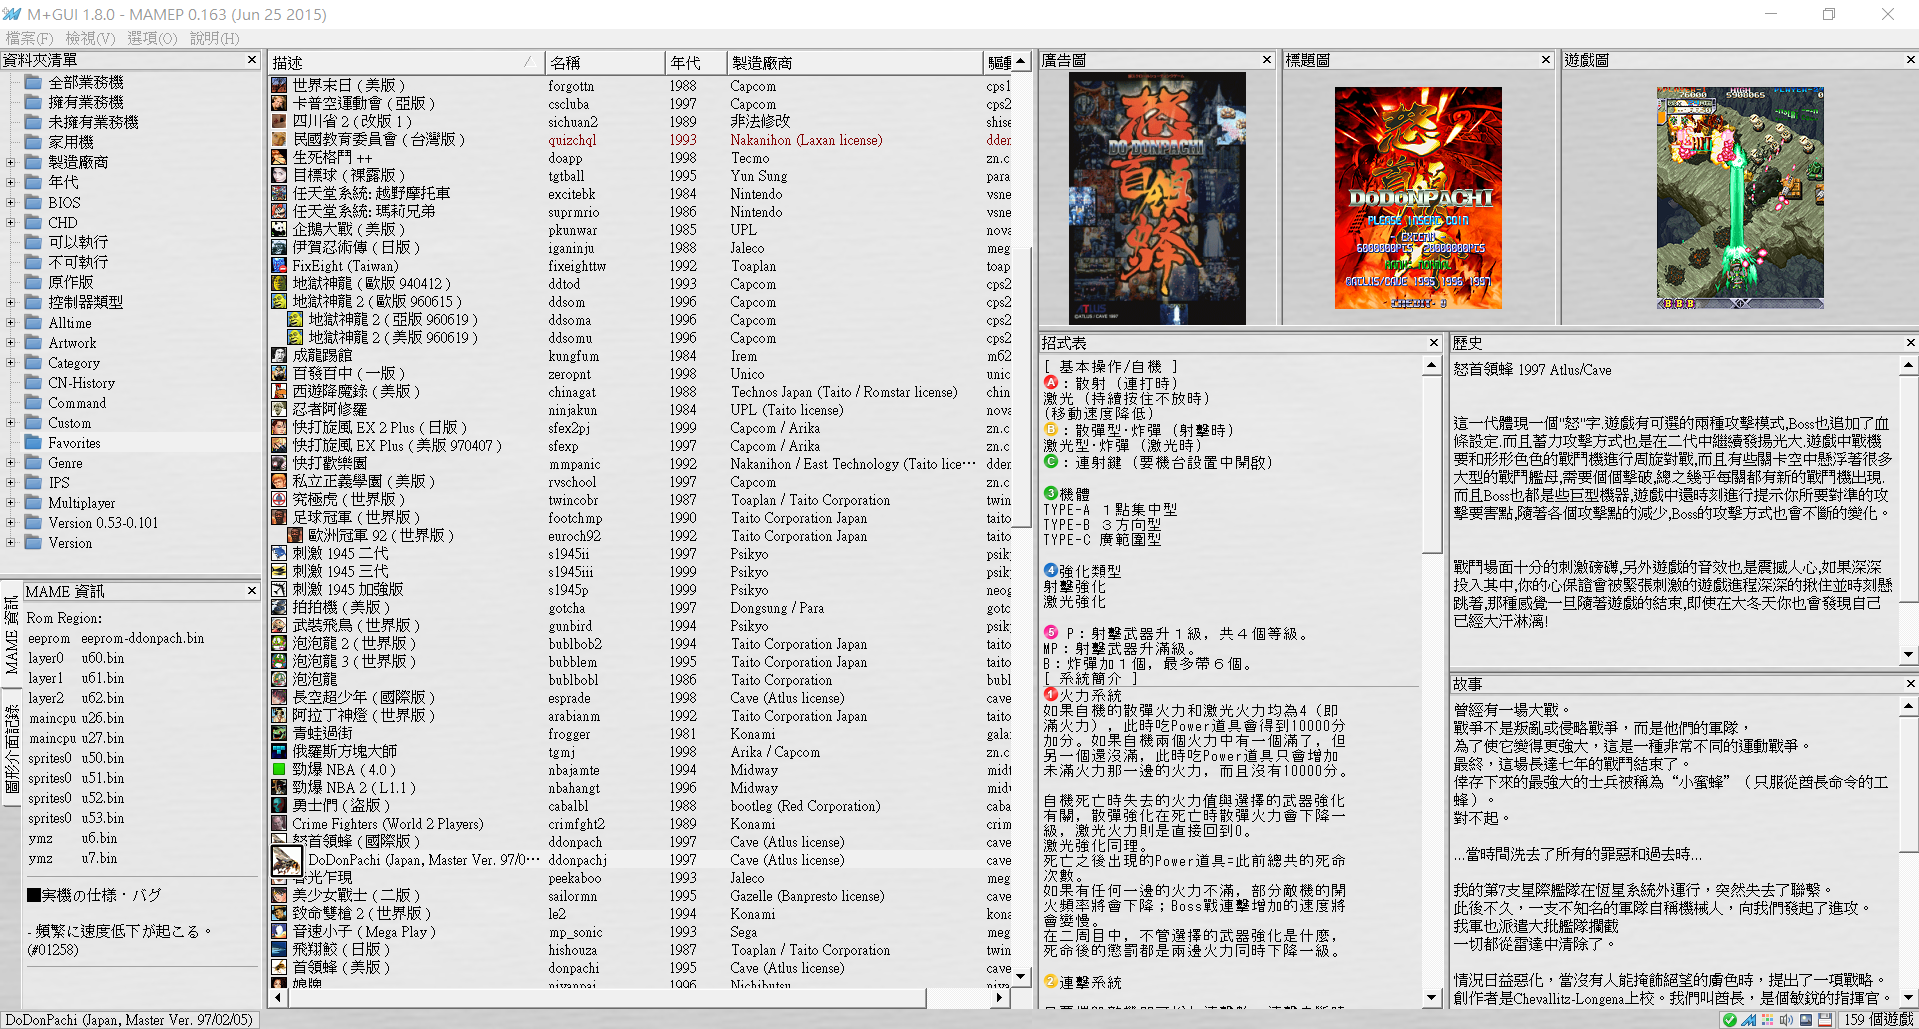 M+GUI 1.8.0 - MAMEP 0.163 (Jun 25 2015)
檔案(F) 檢視(V) 選項(O) 說明(H)
資料夾清單
全部業務機
擁有業務機
未擁有業務機
家用機
製造廠商
年代
BIOS
CHD
可以執行
不可執行
原作版
控制器類型
Alltime
Artwork
Category
CN-History
Command
Custom
Favorites
Genre
IPS
Multiplayer
Version 0.53-0.101
Version
MAME 資訊
圖形介面記錄
MAME 資訊
Rom Region:
eeprom eeprom-ddonpach.bin
layer0 u60.bin
layer1 u61.bin
layer2 u62.bin
maincpu u26.bin
maincpu u27.bin
sprites0 u50.bin
sprites0 u51.bin
sprites0 u52.bin
sprites0 u53.bin
ymz u6.bin
ymz u7.bin
■実機の仕様・バグ
- 頻繁に速度低下が起こる。
(#01258)
描述 名稱 年代 製造廠商
世界末日 ( 美版 ) forgottn 1988 Capcom cps1
卡普空運動會 ( 亞版 ) cscluba 1997 Capcom cps2
四川省 2 ( 改版 1 ) sichuan2 1989 非法修改 shise
民國教育委員會 ( 台灣版 ) quizchql 1993 Nakanihon (Laxan license) dder
生死格鬥 ++ doapp 1998 Tecmo zn.c
目標球 ( 裸露版 ) tgtball 1995 Yun Sung para
任天堂系統: 越野摩托車 excitebk 1984 Nintendo vsne
任天堂系統: 瑪莉兄弟 suprmrio 1986 Nintendo vsne
企鵝大戰 ( 美版 ) pkunwar 1985 UPL nova
伊賀忍術傳 ( 日版 ) iganinju 1988 Jaleco meg
FixEight (Taiwan) fixeighttw 1992 Toaplan toap
地獄神龍 ( 歐版 940412 ) ddtod 1993 Capcom cps2
地獄神龍 2 ( 歐版 960615 ) ddsom 1996 Capcom cps2
地獄神龍 2 ( 亞版 960619 ) ddsoma 1996 Capcom cps2
地獄神龍 2 ( 美版 960619 ) ddsomu 1996 Capcom cps2
成龍踢館 kungfum 1984 Irem m62
百發百中 ( 一版 ) zeropnt 1998 Unico unic
西遊降魔錄 ( 美版 ) chinagat 1988 Technos Japan (Taito / Romstar license) ddra
忍者阿修羅 ninjakun 1984 UPL (Taito license) nova
快打旋風 EX 2 Plus ( 日版 ) sfex2pj 1999 Capcom / Arika zn.c
快打旋風 EX Plus ( 美版 970407 ) sfexp 1997 Capcom / Arika zn.c
快打歡樂園 mmpanic 1992 Nakanihon / East Technology (Taito lice… dder
私立正義學園 ( 美版 ) rvschool 1997 Capcom zn.c
究極虎 ( 世界版 ) twincobr 1987 Toaplan / Taito Corporation twin
足球冠軍 ( 世界版 ) footchmp 1990 Taito Corporation Japan taito
歐洲冠軍 92 ( 世界版 ) euroch92 1992 Taito Corporation Japan taito
刺激 1945 二代 s1945ii 1997 Psikyo psik
刺激 1945 三代 s1945iii 1999 Psikyo psik
刺激 1945 加強版 s1945p 1999 Psikyo neog
拍拍機 ( 美版 ) gotcha 1997 Dongsung / Para gotc
武裝飛鳥 ( 世界版 ) gunbird 1994 Psikyo psik
泡泡龍 2 ( 世界版 ) bublbob2 1994 Taito Corporation Japan taito
泡泡龍 3 ( 世界版 ) bubblem 1995 Taito Corporation Japan taito
泡泡龍 bublbobl 1986 Taito Corporation bubl
長空超少年 ( 國際版 ) esprade 1998 Cave (Atlus license) cave
阿拉丁神燈 ( 世界版 ) arabianm 1992 Taito Corporation Japan taito
青蛙過街 frogger 1981 Konami gala
俄羅斯方塊大師 tgmj 1998 Arika / Capcom zn.c
勁爆 NBA ( 4.0 ) nbajamte 1994 Midway midt
勁爆 NBA 2 ( L1.1 ) nbahangt 1996 Midway midt
勇士們 ( 盜版 ) cabalbl 1988 bootleg (Red Corporation) caba
Crime Fighters (World 2 Players) crimfght2 1989 Konami crim
怒首領蜂 ( 國際版 ) ddonpach 1997 Cave (Atlus license) cave
DoDonPachi (Japan, Master Ver. 97/0… ddonpachj 1997 Cave (Atlus license) cave
春光乍現 peekaboo 1993 Jaleco meg
美少女戰士 ( 二版 ) sailormn 1995 Gazelle (Banpresto license) cave
致命雙槍 2 ( 世界版 ) le2 1994 Konami kona
音速小子 ( Mega Play ) mp_sonic 1993 Sega meg
飛翔鮫 ( 日版 ) hishouza 1987 Toaplan / Taito Corporation twin
首領蜂 ( 美版 ) donpachi 1995 Cave (Atlus license) cave
廣告圖
怒首領蜂
DO-DONPACHI
ATLUS
©ATLUS / CAVE 1997
標題圖
怒首領蜂
DoDonPachi
PLEASE INSERT COIN
- EXTEND -
RANK- NORMAL
©ATLUS/CAVE 1995 1996 1997
遊戲圖
招式表
[ 基本操作/自機 ]
A : 散射 (連打時)
激光 (持續按住不放時)
(移動速度降低)
B : 散彈型‧炸彈 (射擊時)
激光型‧炸彈 (激光時)
C : 連射鍵 (要機台設置中開啟)
3 機體
TYPE-A 1點集中型
TYPE-B 3方向型
TYPE-C 廣範圍型
4 強化類型
射擊強化
激光強化
5 P: 射擊武器升1級, 共4個等級。
MP: 射擊武器升滿級。
B: 炸彈加1個, 最多帶6個。
[ 系統簡介 ]
1 火力系統
如果自機的散彈火力和激光火力均為4 (即
滿火力) , 此時吃Power道具會得到10000分
加分。如果自機兩個火力中有一個滿了, 但
另一個還沒滿, 此時吃Power道具只會增加
未滿火力那一邊的火力, 而且沒有10000分。
自機死亡時失去的火力值與選擇的武器強化
有關, 散彈強化在死亡時散彈火力會下降一
級, 激光火力則是直接回到0。
激光強化同理。
死亡之後出現的Power道具=此前總共的死命
次數。
如果有任何一邊的火力不滿, 部分敵機的開
火頻率將會下降；Boss戰連擊增加的速度將
會變慢。
在二周目中, 不管選擇的武器強化是什麼,
死命後的懲罰都是兩邊火力同時下降一級。
2 連擊系統
歷史
怒首領蜂 1997 Atlus/Cave
這一代體現一個"怒"字.遊戲有可選的兩種攻擊模式,Boss也追加了血
條設定.而且蓄力攻擊方式也是在二代中繼續發揚光大.遊戲中戰機
要和形形色色的戰鬥機進行周旋對戰,而且有些關卡空中懸浮著很多
大型的戰鬥艦母,需要個個擊破,總之幾乎每關都有新的戰鬥機出現.
而且Boss也都是些巨型機器,遊戲中還時刻進行提示你所要對準的攻
擊要害點,隨著各個攻擊點的減少,Boss的攻擊方式也會不斷的變化。
戰鬥場面十分的刺激磅礴,另外遊戲的音效也是震撼人心,如果深深
投入其中,你的心保證會被緊張刺激的遊戲進程深深的揪住並時刻懸
跳著,那種感覺一旦隨著遊戲的結束,即使在大冬天你也會發現自己
已經大汗淋漓!
故事
曾經有一場大戰。
戰爭不是叛亂或侵略戰爭，而是他們的軍隊，
為了使它變得更強大，這是一種非常不同的運動戰爭。
最終，這場長達七年的戰鬥結束了。
倖存下來的最強大的士兵被稱為“小蜜蜂”（只服從酋長命令的工
蜂）。
對不起。
...當時間洗去了所有的罪惡和過去時...
我的第7支星際艦隊在恆星系統外運行，突然失去了聯繫。
此後不久，一支不知名的軍隊自稱機械人，向我們發起了進攻。
我軍也派遣大批艦隊攔截
一切都從雷達中清除了。
情況日益惡化，當沒有人能掩飾絕望的膚色時，提出了一項戰略。
創作者是Chevallitz-Longena上校。我們叫酋長，是個敏銳的指揮官。
DoDonPachi (Japan, Master Ver. 97/02/05)
159 個遊戲